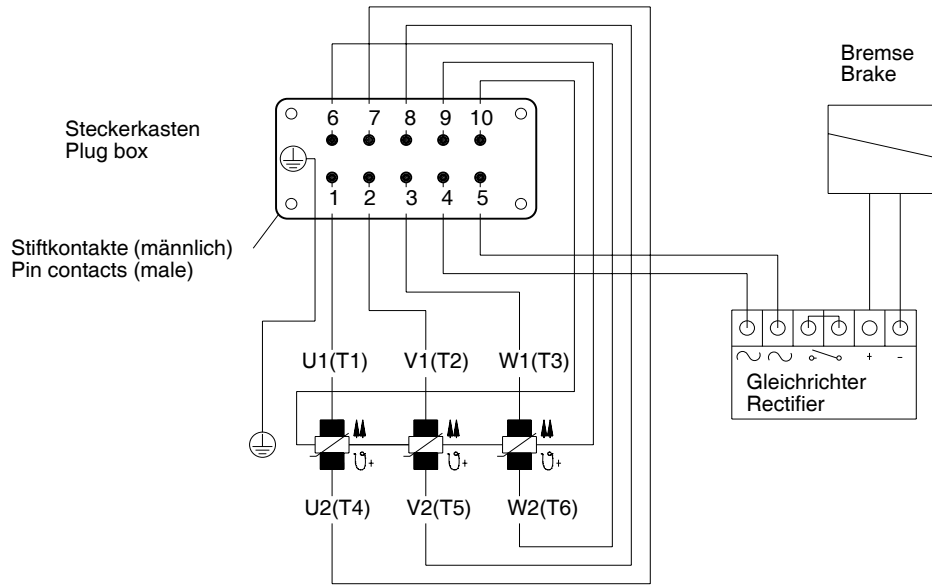 Bremse
Brake
Steckerkasten
Plug box
6 7 8 9 10
1 2 3 4 5
Stiftkontakte (männlich)
Pin contacts (male)
U1(T1) V1(T2) W1(T3)
+ -
Gleichrichter
Rectifier
+ + +
U2(T4) V2(T5) W2(T6)